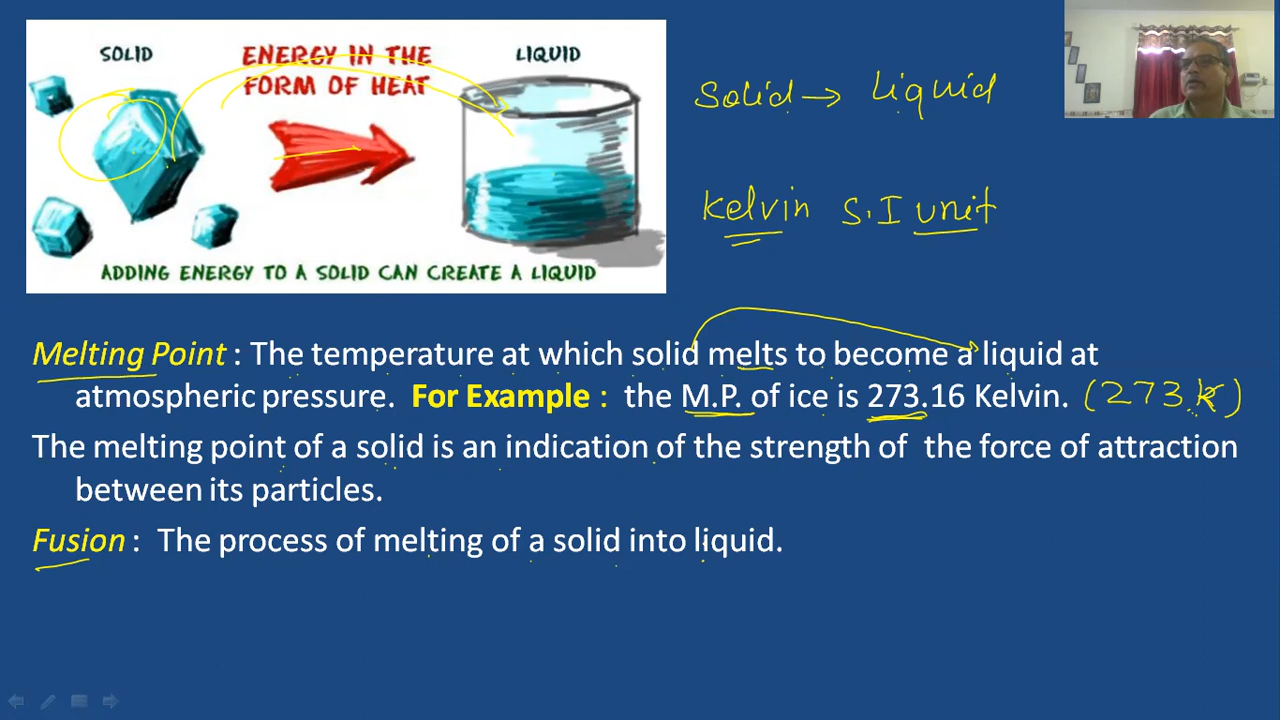 SOLID
ENERGY IN THE
FORM OF HEAT
LIQUID
ADDING ENERGY TO A SOLID CAN CREATE A LIQUID
Solid → Liquid
Kelvin S.I unit
Melting Point : The temperature at which solid melts to become a liquid at
atmospheric pressure. For Example : the M.P. of ice is 273.16 Kelvin. (273.K)
The melting point of a solid is an indication of the strength of the force of attraction
between its particles.
Fusion : The process of melting of a solid into liquid.